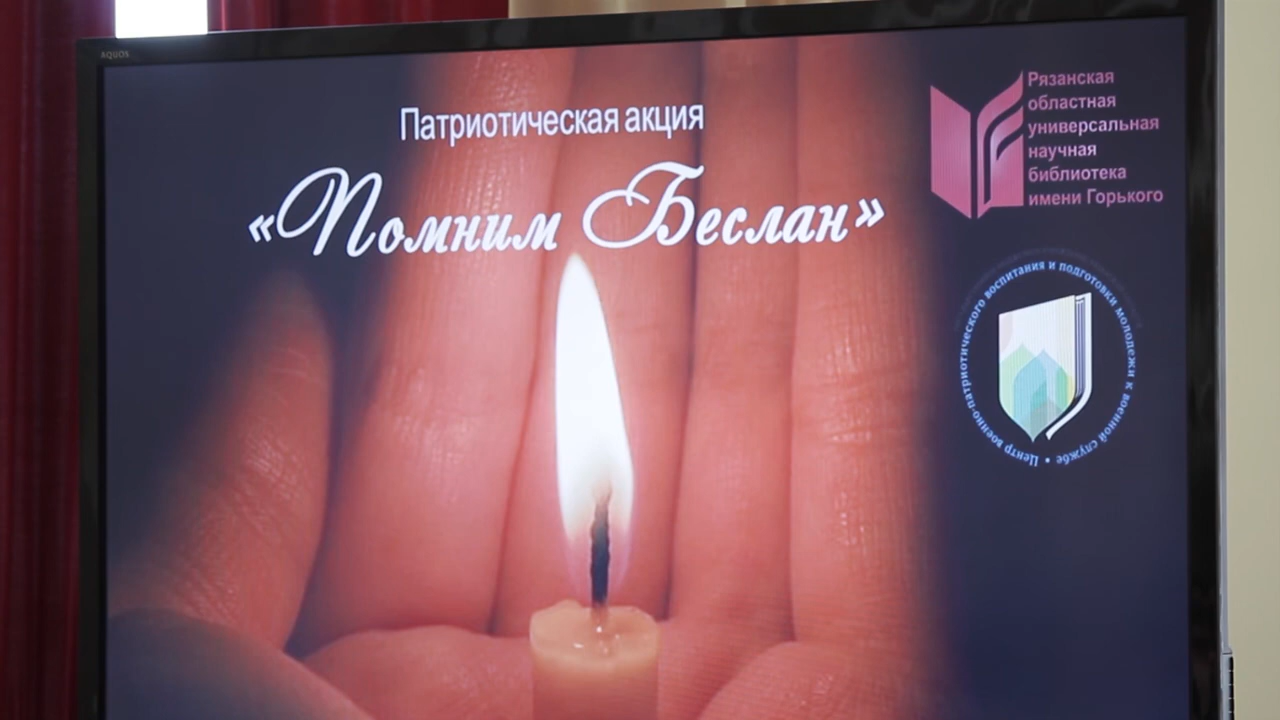 AQUOS
Патриотическая акция
«Помним Беслан»
Рязанская
областная
универсальная
научная
библиотека
имени Горького
Центр военно-патриотического воспитания и подготовки молодежи к военной службе •